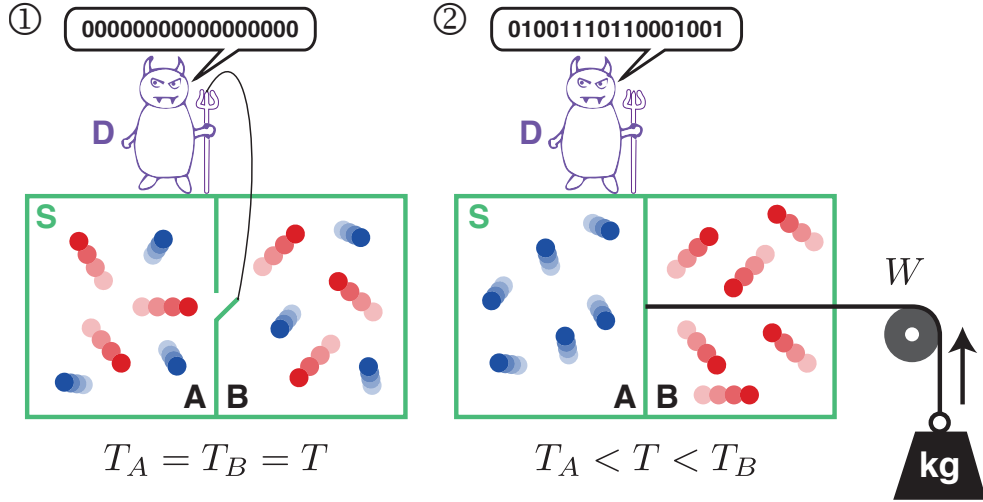 ①
00000000000000000
D
S
A B
T_A = T_B = T
②
01001110110001001
D
S
W
A B
kg
T_A < T < T_B